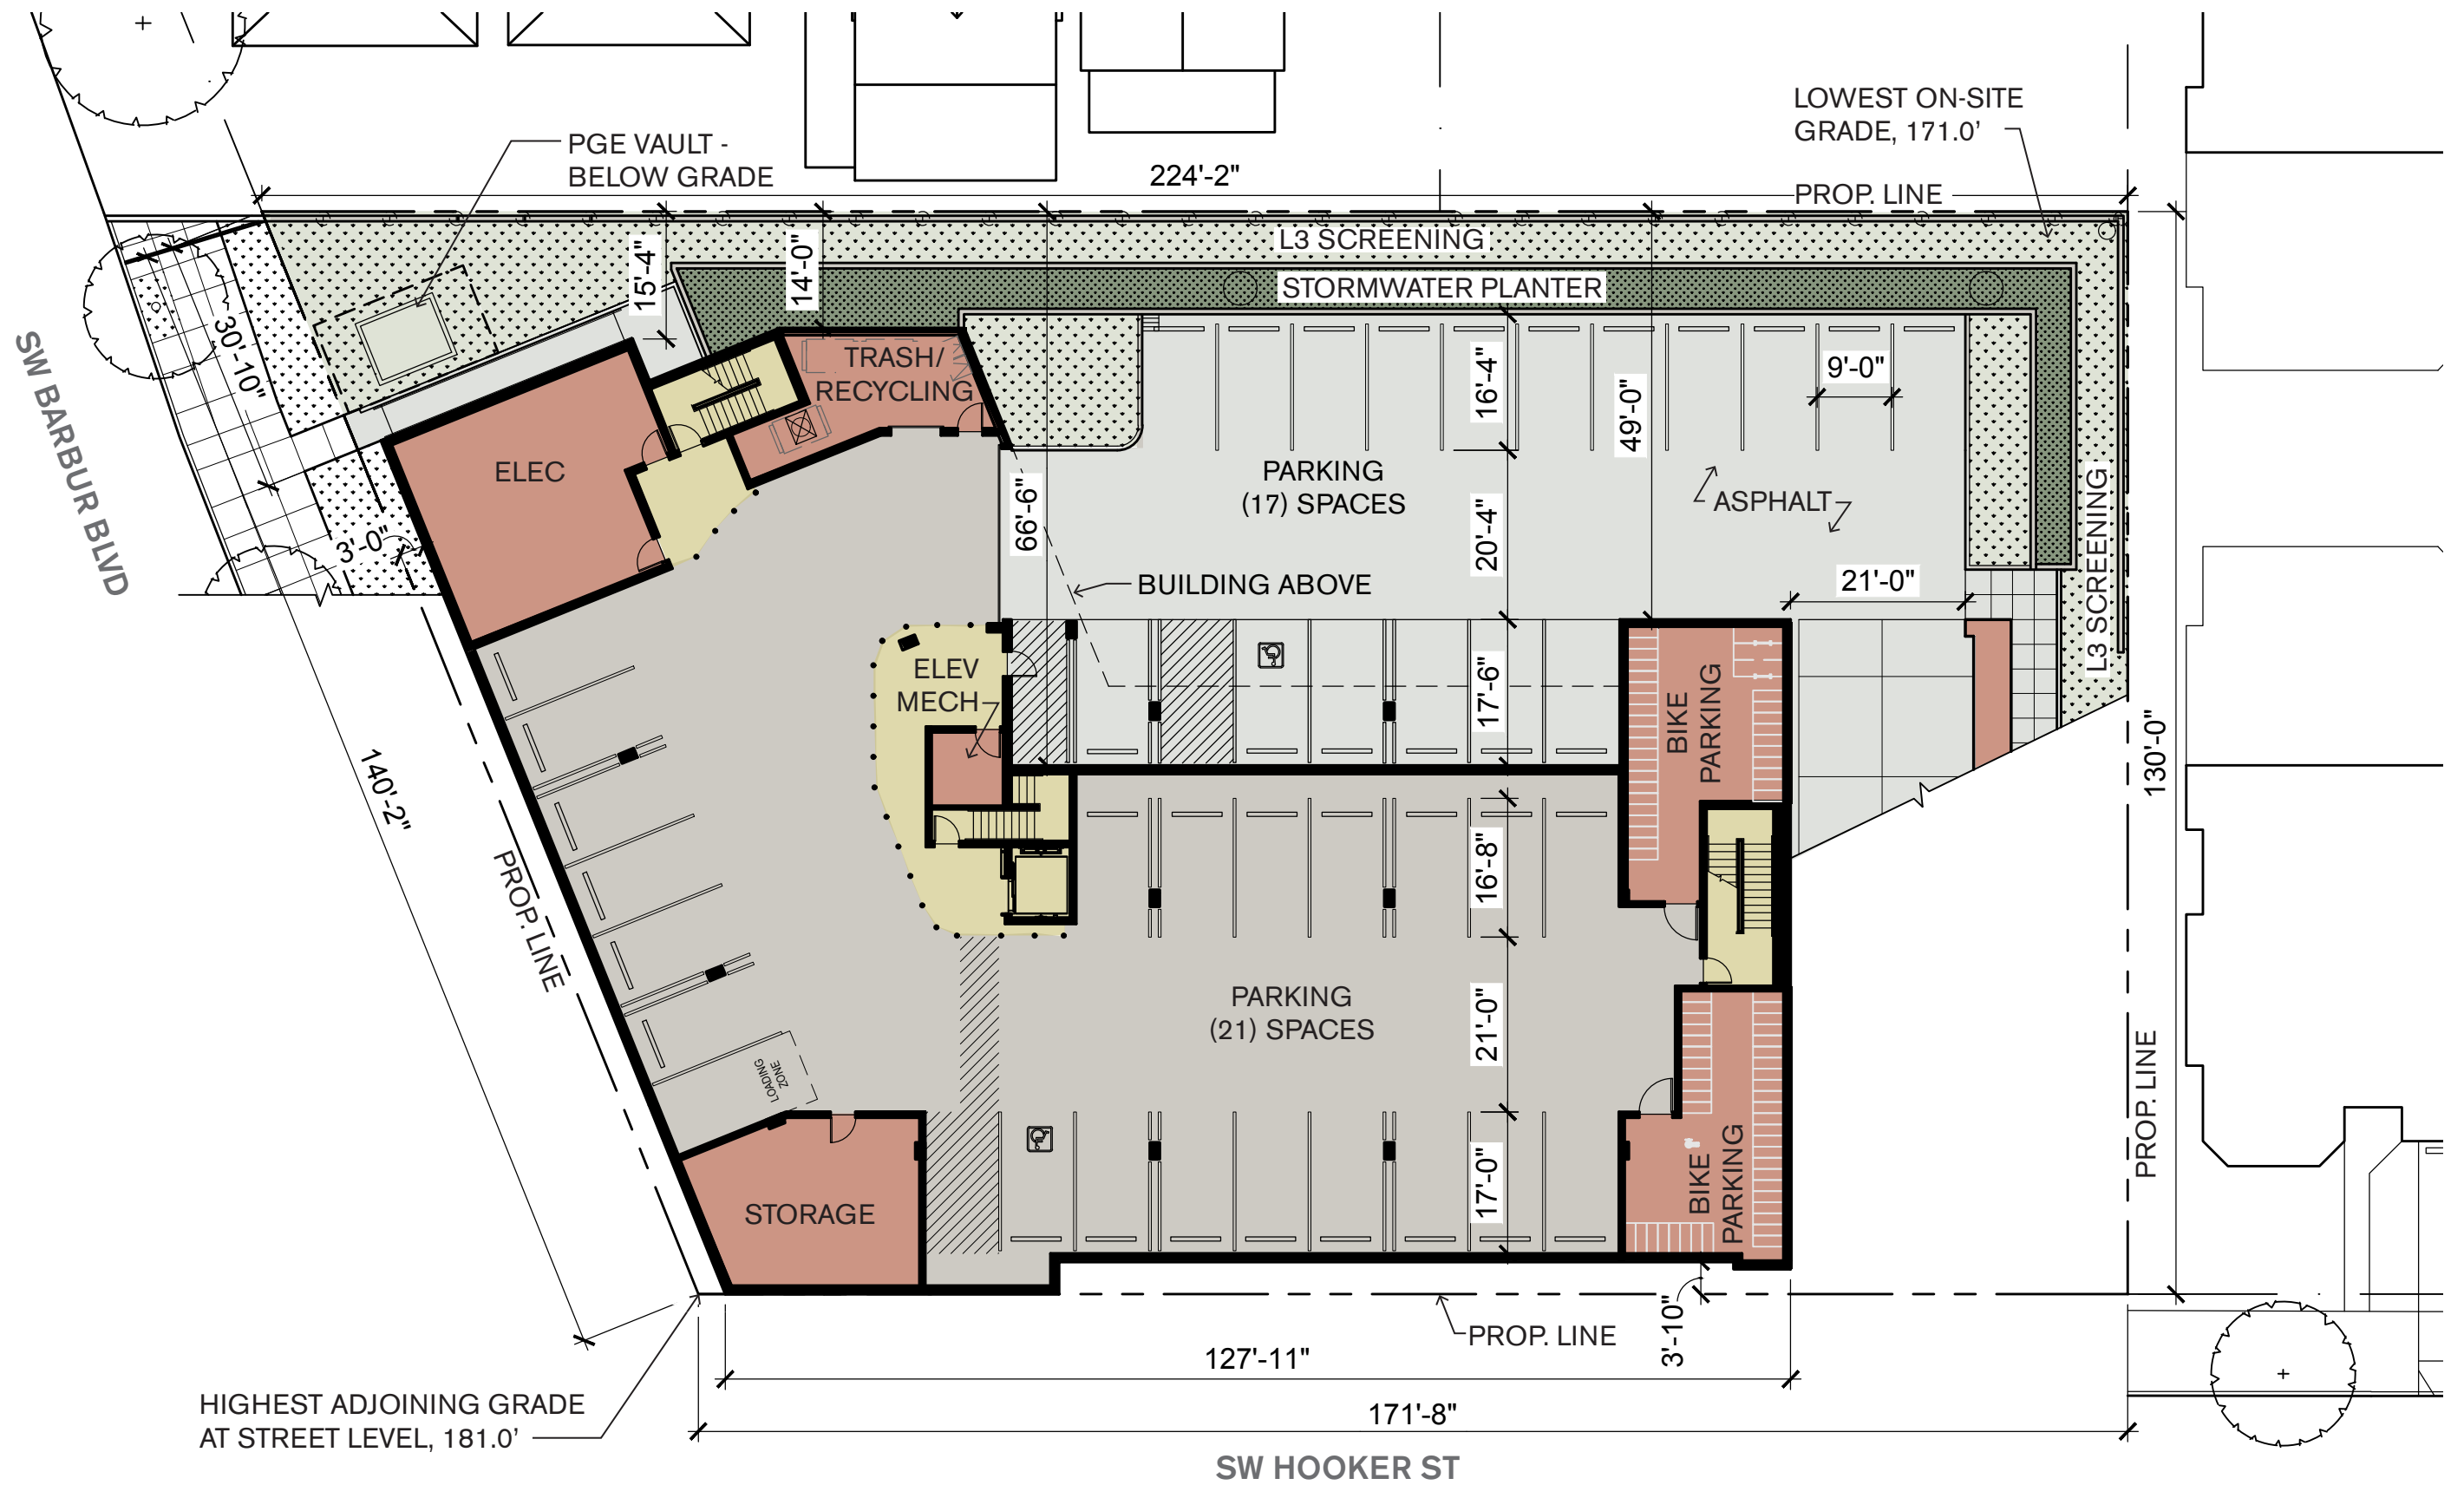 LOWEST ON-SITE
GRADE, 171.0’
PGE VAULT -
BELOW GRADE
224'-2"
PROP. LINE
L3 SCREENING
15'-4"
14'-0"
STORMWATER PLANTER
30'-10"
SW BARBUR BLVD
TRASH/
RECYCLING
16'-4"
9'-0"
49'-0"
ELEC
PARKING
(17) SPACES
ASPHALT
66'-6"
20'-4"
3'-0"
BUILDING ABOVE
21'-0"
L3 SCREENING
ELEV
MECH
17'-6"
BIKE
PARKING
130'-0"
140'-2"
PROP. LINE
16'-8"
PARKING
(21) SPACES
21'-0"
LOADING
ZONE
PROP. LINE
BIKE
PARKING
17'-0"
STORAGE
PROP. LINE
3'-10"
127'-11"
HIGHEST ADJOINING GRADE
AT STREET LEVEL, 181.0’
171'-8"
SW HOOKER ST